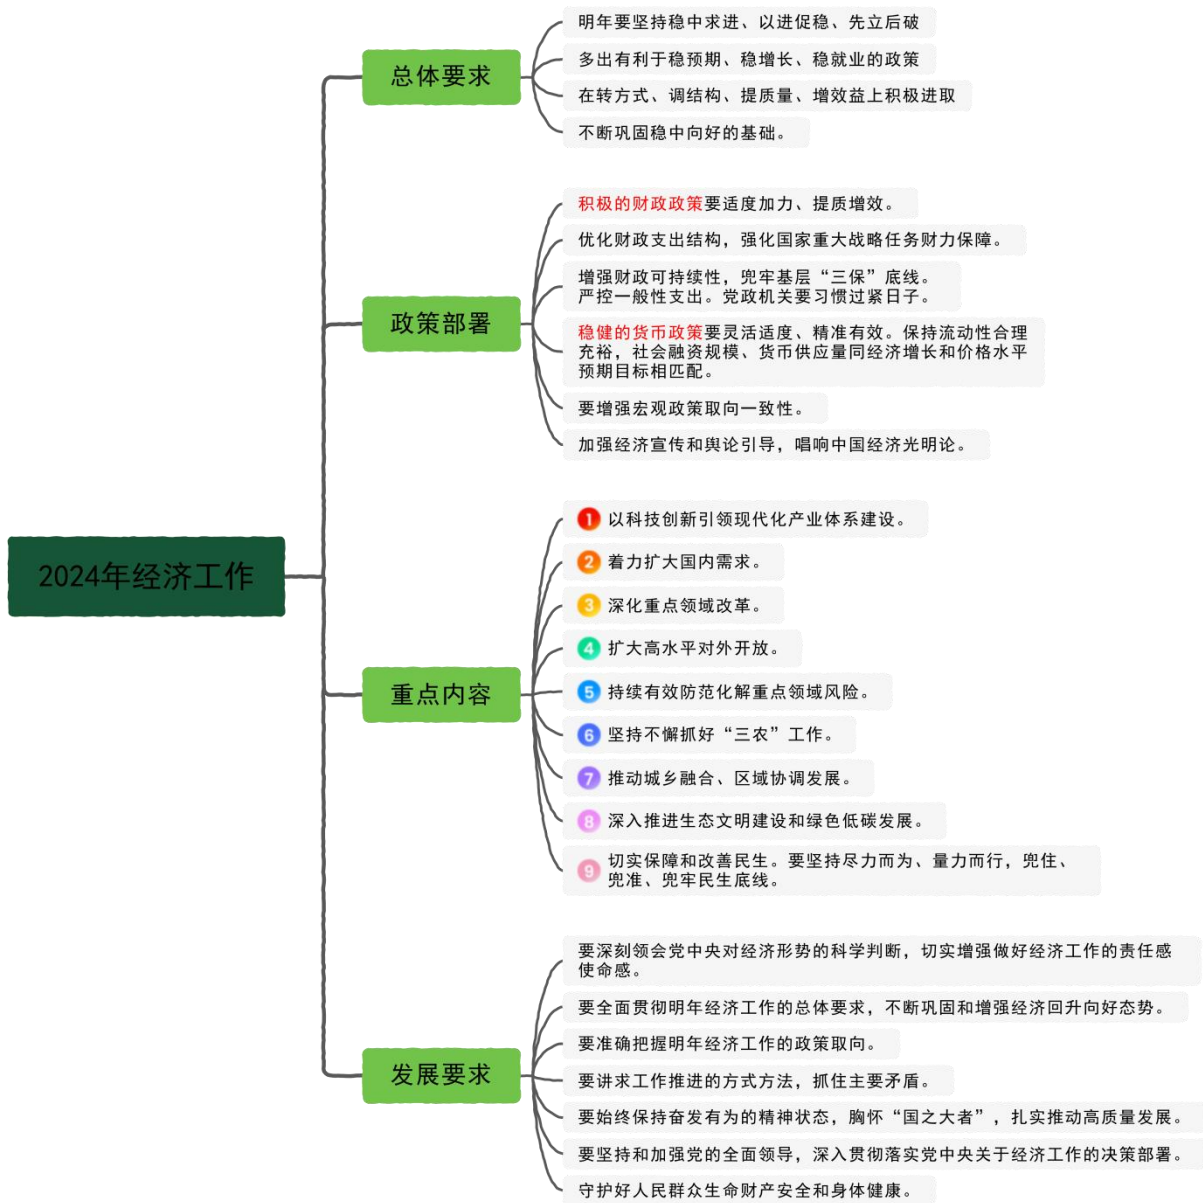 2024年经济工作
总体要求
明年要坚持稳中求进、以进促稳、先立后破
多出有利于稳预期、稳增长、稳就业的政策
在转方式、调结构、提质量、增效益上积极进取
不断巩固稳中向好的基础。
政策部署
积极的财政政策要适度加力、提质增效。
优化财政支出结构，强化国家重大战略任务财力保障。
增强财政可持续性，兜牢基层“三保”底线。
严控一般性支出。党政机关要习惯过紧日子。
稳健的货币政策要灵活适度、精准有效。保持流动性合理
充裕，社会融资规模、货币供应量同经济增长和价格水平
预期目标相匹配。
要增强宏观政策取向一致性。
加强经济宣传和舆论引导，唱响中国经济光明论。
重点内容
1 以科技创新引领现代化产业体系建设。
2 着力扩大国内需求。
3 深化重点领域改革。
4 扩大高水平对外开放。
5 持续有效防范化解重点领域风险。
6 坚持不懈抓好“三农”工作。
7 推动城乡融合、区域协调发展。
8 深入推进生态文明建设和绿色低碳发展。
9 切实保障和改善民生。要坚持尽力而为、量力而行，兜住、
兜准、兜牢民生底线。
发展要求
要深刻领会党中央对经济形势的科学判断，切实增强做好经济工作的责任感
使命感。
要全面贯彻明年经济工作的总体要求，不断巩固和增强经济回升向好态势。
要准确把握明年经济工作的政策取向。
要讲求工作推进的方式方法，抓住主要矛盾。
要始终保持奋发有为的精神状态，胸怀“国之大者”，扎实推动高质量发展。
要坚持和加强党的全面领导，深入贯彻落实党中央关于经济工作的决策部署。
守护好人民群众生命财产安全和身体健康。